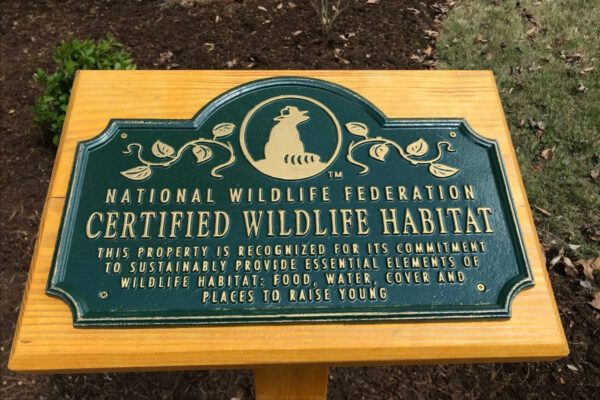 TM
NATIONAL WILDLIFE FEDERATION
CERTIFIED WILDLIFE HABITAT
THIS PROPERTY IS RECOGNIZED FOR ITS COMMITMENT
TO SUSTAINABLY PROVIDE ESSENTIAL ELEMENTS OF
WILDLIFE HABITAT: FOOD, WATER, COVER AND
PLACES TO RAISE YOUNG